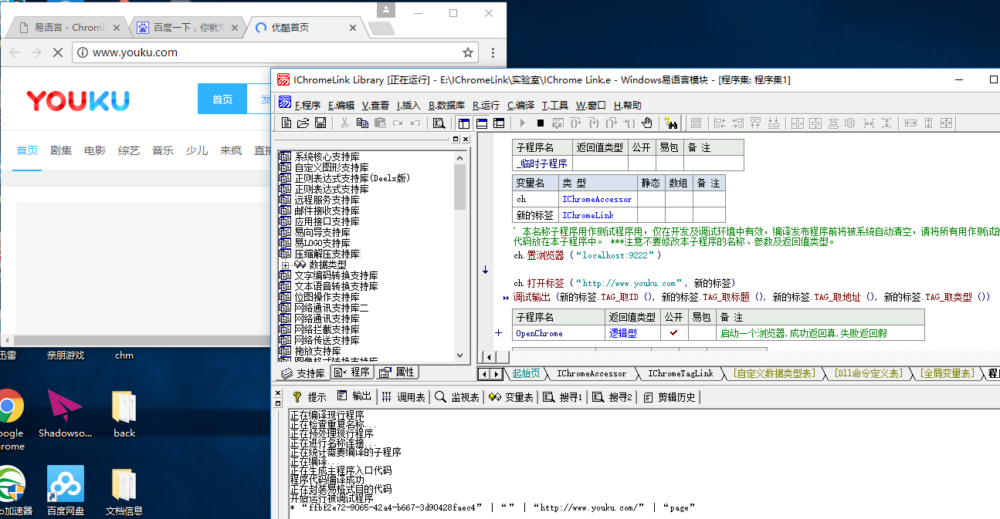 易语言 - Chromi
百度一下，你就
优酷首页
www.youku.com
YOUKU
首页
首页 剧集 电影 综艺 音乐 少儿 来疯 直播
IChromeLink Library [正在运行] - E:\IChromeLink\实验室\IChrome Link.e - Windows易语言模块 - [程序集: 程序集1]
F.程序 E.编辑 V.查看 I.插入 B.数据库 R.运行 C.编译 T.工具 W.窗口 H.帮助
系统核心支持库
自定义图形支持库
正则表达式支持库(Deelx版)
正则表达式支持库
远程服务支持库
邮件接收支持库
应用接口支持库
易向导支持库
易LOGO支持库
压缩解压支持库
数据类型
文字编码转换支持库
文本语音转换支持库
位图操作支持库
网络通讯支持库二
网络通讯支持库
网络拦截支持库
网络传送支持库
拖放支持库
图像格式转换支持库
支持库 程序 属性
子程序名 返回值类型 公开 易包 备 注
_临时子程序
变量名 类 型 静态 数组 备 注
ch IChromeAccessor
新的标签 IChromeLink
' 本名称子程序用作测试程序用，仅在开发及调试环境中有效，编译发布程序前将被系统自动清空，请将所有用作测试的
代码放在本子程序中。 ***注意不要修改本子程序的名称、参数及返回值类型。
ch.置浏览器 (“localhost:9222”)
ch.打开标签 (“http://www.youku.com”, 新的标签)
调试输出 (新的标签.TAG_取ID (), 新的标签.TAG_取标题 (), 新的标签.TAG_取地址 (), 新的标签.TAG_取类型 ())
子程序名 返回值类型 公开 易包 备 注
OpenChrome 逻辑型 ✓ 启动一个浏览器,成功返回真,失败返回假
起始页 IChromeAccessor IChromeTagLink [自定义数据类型表] [Dll命令定义表] [全局变量表] 程
提示 输出 调用表 监视表 变量表 搜寻1 搜寻2 剪辑历史
正在编译现行程序
正在检查重复名称...
正在预处理现行程序
正在进行名称连接...
正在统计需要编译的子程序
正在编译...
正在生成主程序入口代码
程序代码编译成功
正在封装易格式目的代码
开始运行被调试程序
* “ffbf2e72-9065-42a4-b667-3d90428faec4” | “” | “http://www.youku.com/” | “page”
迅雷 亲朋游戏 chm
oogle
rome
Shadowso...
back
o加速器 百度网盘 文档信息